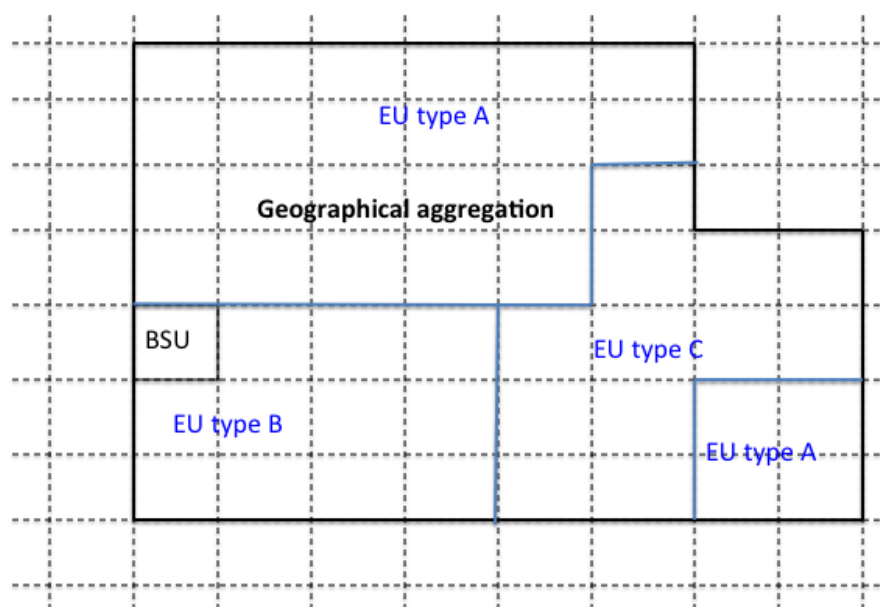 EU type A
Geographical aggregation
BSU
EU type C
EU type B
EU type A